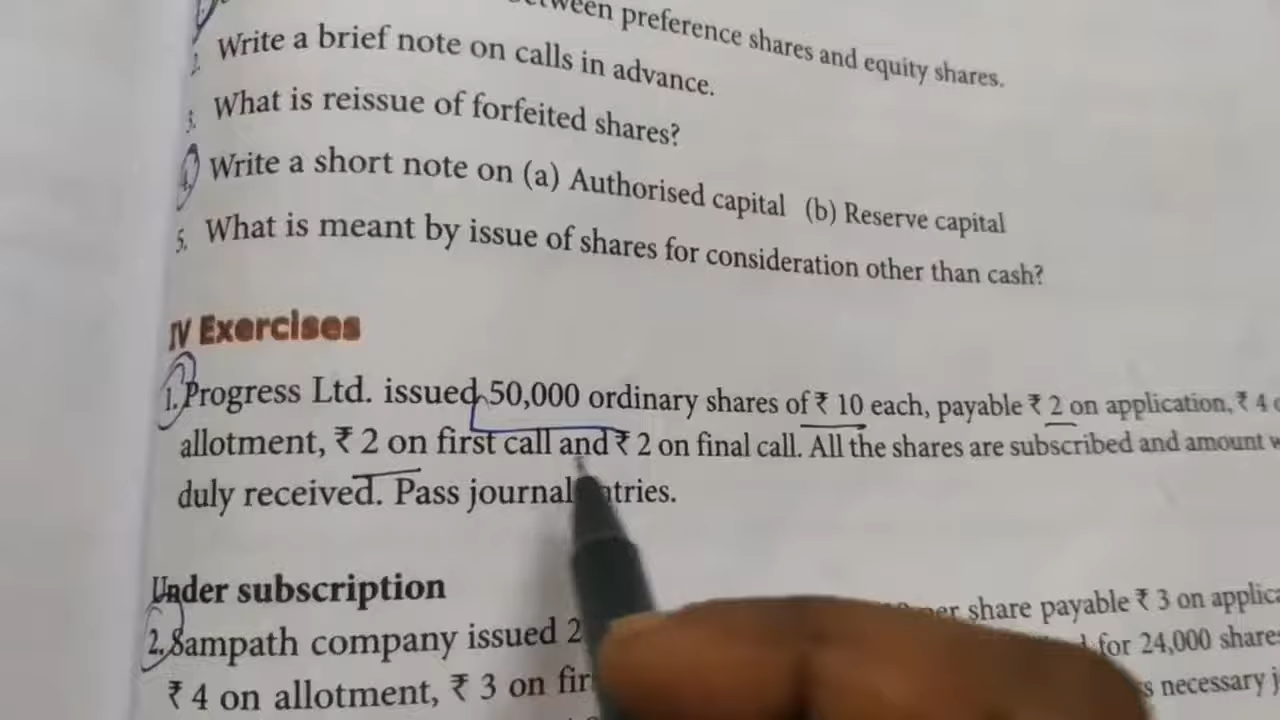 between preference shares and equity shares.
2. Write a brief note on calls in advance.
3. What is reissue of forfeited shares?
4. Write a short note on (a) Authorised capital (b) Reserve capital
5. What is meant by issue of shares for consideration other than cash?
IV Exercises
1. Progress Ltd. issued 50,000 ordinary shares of ₹ 10 each, payable ₹ 2 on application, ₹ 4
allotment, ₹ 2 on first call and ₹ 2 on final call. All the shares are subscribed and amount
duly received. Pass journal
Under subscription
2. Sampath company issued 2 per share payable ₹ 3 on
for 24,000
₹ 4 on allotment, ₹ 3 on necessary